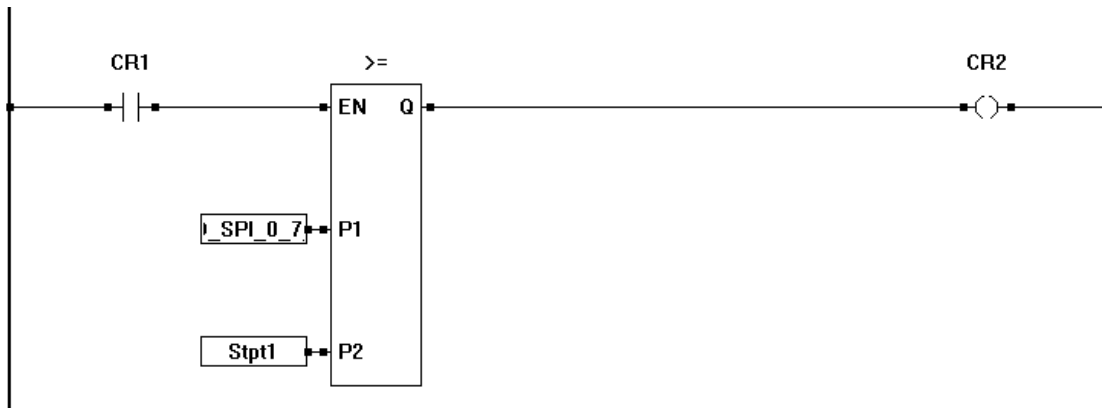 CR1
>=
CR2
EN
Q
_SPI_0_7
P1
Stpt1
P2